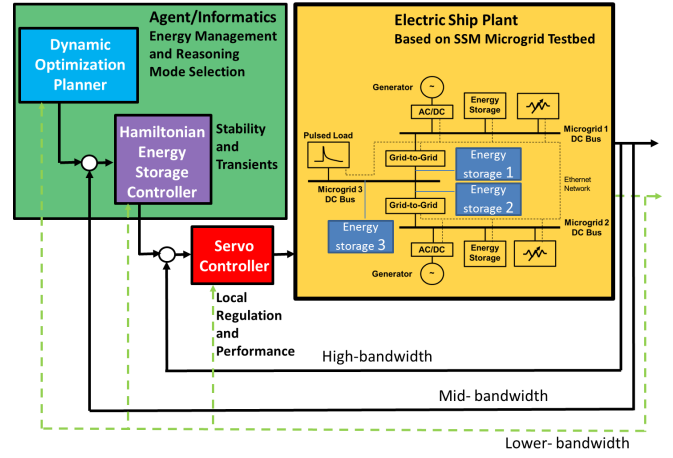 Agent/Informatics
Energy Management
and Reasoning
Mode Selection
Dynamic
Optimization
Planner
Hamiltonian
Energy
Storage
Controller
Stability
and
Transients
Servo
Controller
Local
Regulation
and
Performance
Electric Ship Plant
Based on SSM Microgrid Testbed
Generator
~
AC/DC
Energy
Storage
Microgrid 1
DC Bus
Pulsed Load
Grid-to-Grid
Energy
storage 1
Microgrid 3
DC Bus
Energy
storage 2
Ethernet
Network
Grid-to-Grid
Energy
storage 3
Microgrid 2
DC Bus
AC/DC
Energy
Storage
Generator
~
High-bandwidth
Mid- bandwidth
Lower- bandwidth